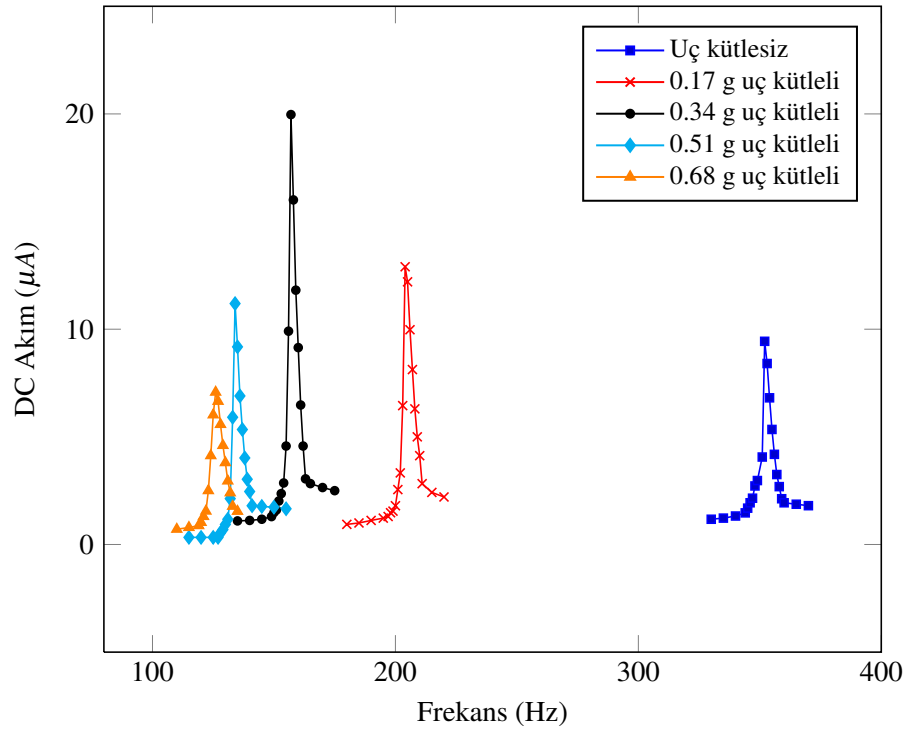 Uç kütlesiz
0.17 g uç kütleli
0.34 g uç kütleli
0.51 g uç kütleli
0.68 g uç kütleli
20
10
0
DC Akım (μA)
100 200 300 400
Frekans (Hz)